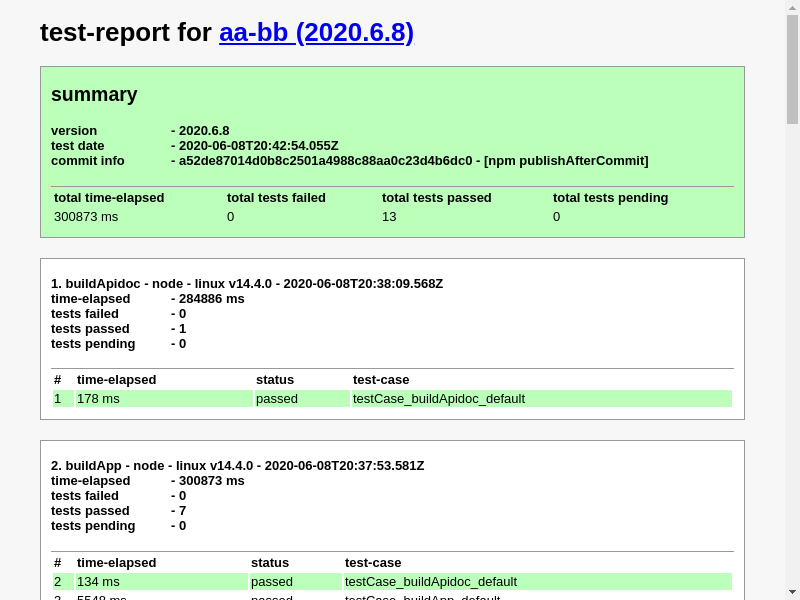 test-report for aa-bb (2020.6.8)
summary
version - 2020.6.8
test date - 2020-06-08T20:42:54.055Z
commit info - a52de87014d0b8c2501a4988c88aa0c23d4b6dc0 - [npm publishAfterCommit]
total time-elapsed total tests failed total tests passed total tests pending
300873 ms 0 13 0
1. buildApidoc - node - linux v14.4.0 - 2020-06-08T20:38:09.568Z
time-elapsed - 284886 ms
tests failed - 0
tests passed - 1
tests pending - 0
# time-elapsed status test-case
1 178 ms passed testCase_buildApidoc_default
2. buildApp - node - linux v14.4.0 - 2020-06-08T20:37:53.581Z
time-elapsed - 300873 ms
tests failed - 0
tests passed - 7
tests pending - 0
# time-elapsed status test-case
2 134 ms passed testCase_buildApidoc_default
3 5548 ms passed testCase_buildApp_default